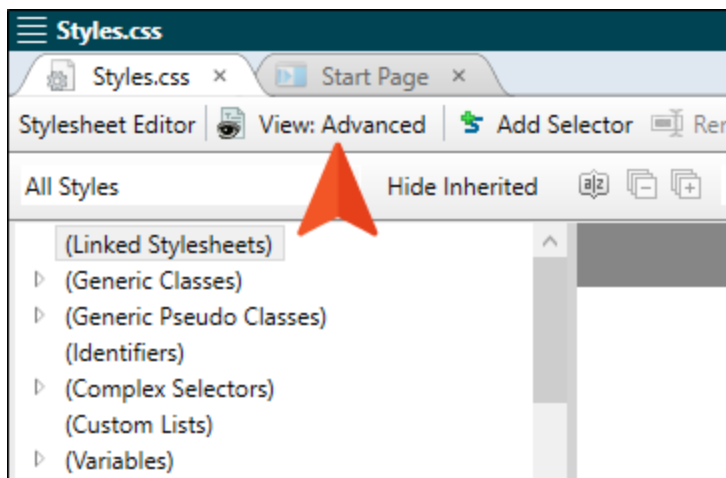 Styles.css
Styles.css × Start Page ×
Stylesheet Editor View: Advanced Add Selector
All Styles Hide Inherited a z
(Linked Stylesheets)
(Generic Classes)
(Generic Pseudo Classes)
(Identifiers)
(Complex Selectors)
(Custom Lists)
(Variables)